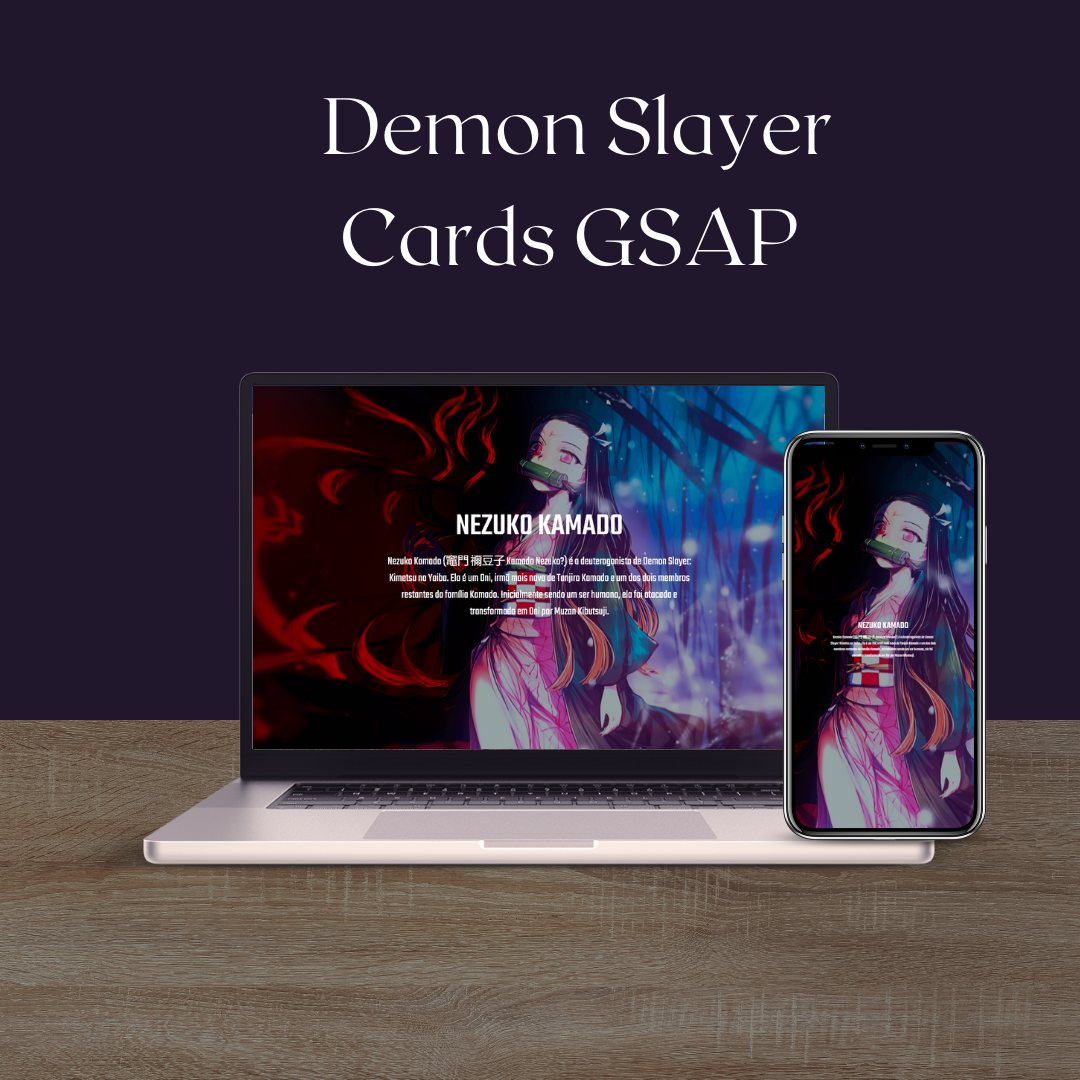 Demon Slayer
Cards GSAP
NEZUKO KAMADO
Nezuko Kamado (竈門 禰豆子 Kamado Nezuko?) é a deuteragonista de Demon Slayer:
Kimetsu na Yaiba. Ela é um Oni, irmã mais nova de Tanjiro Kamado e um dos dois membros
restantes da família Kamado. Inicialmente sendo um ser humano, ela foi atacada e
transformada em Oni por Muzan Kibutsuji.
NEZUKO KAMADO